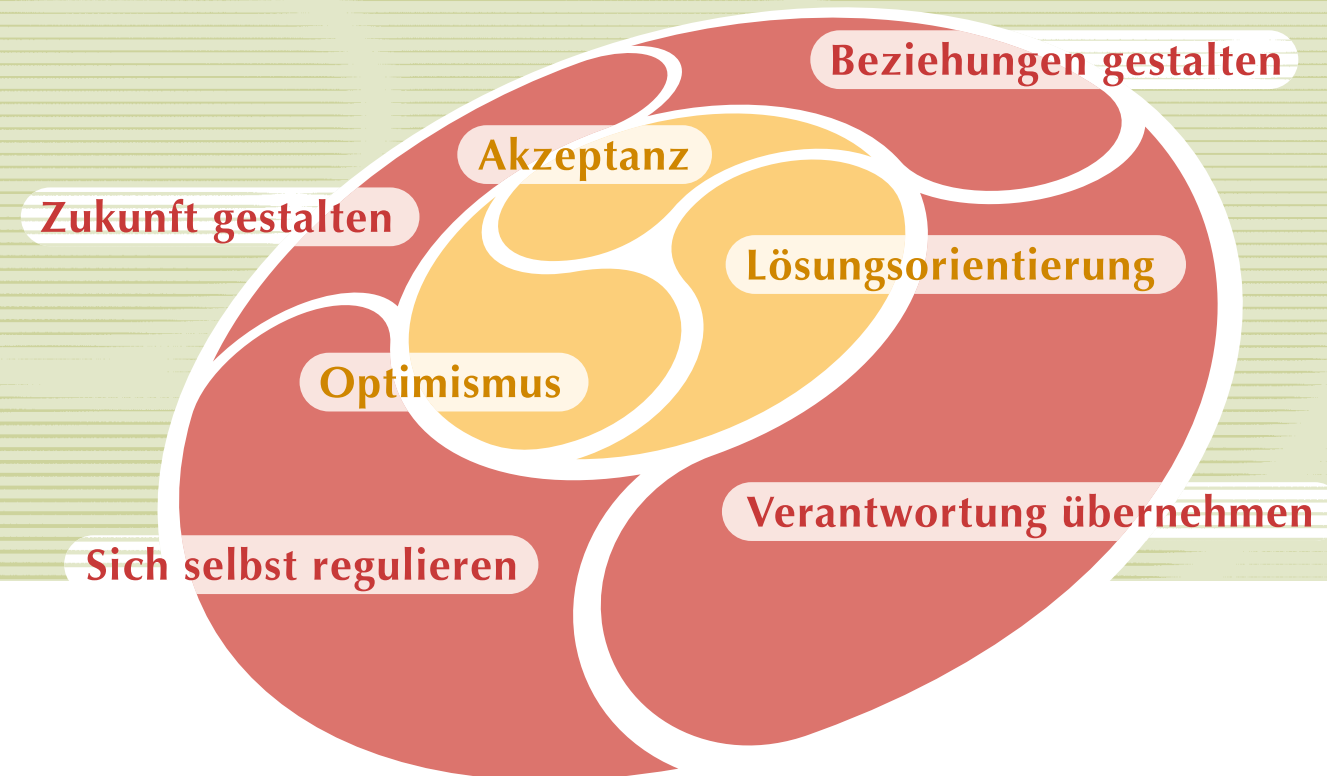 Beziehungen gestalten
Akzeptanz
Zukunft gestalten
Lösungsorientierung
Optimismus
Verantwortung übernehmen
Sich selbst regulieren